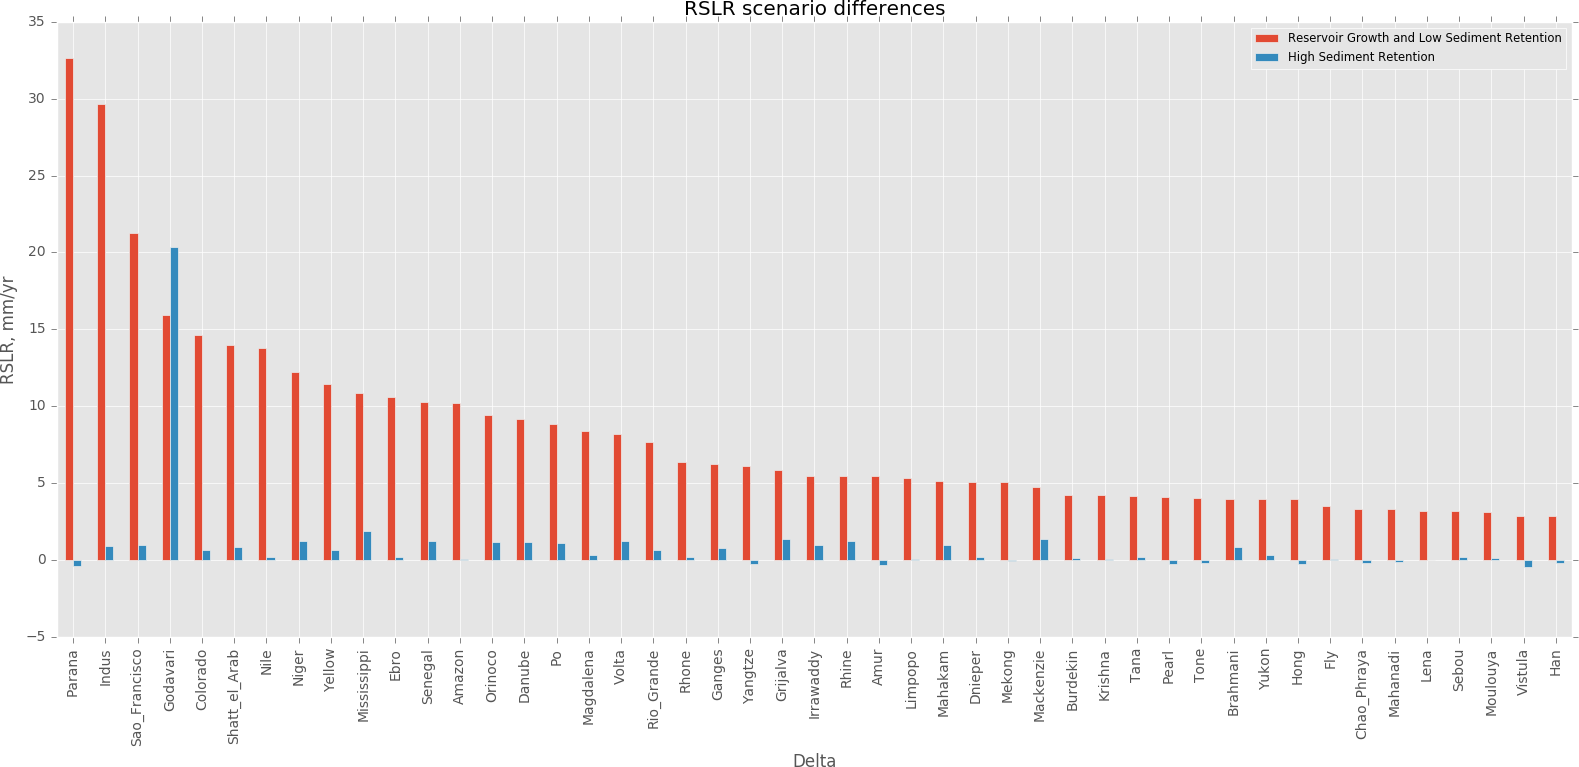 RSLR scenario differences
Reservoir Growth and Low Sediment Retention
High Sediment Retention
RSLR, mm/yr
35
30
25
20
15
10
5
0
−5
Parana
Indus
Sao_Francisco
Godavari
Colorado
Shatt_el_Arab
Nile
Niger
Yellow
Mississippi
Ebro
Senegal
Amazon
Orinoco
Danube
Po
Magdalena
Volta
Rio_Grande
Rhone
Ganges
Yangtze
Grijalva
Irrawaddy
Rhine
Amur
Limpopo
Mahakam
Dnieper
Mekong
Mackenzie
Burdekin
Krishna
Tana
Pearl
Tone
Brahmani
Yukon
Hong
Fly
Chao_Phraya
Mahanadi
Lena
Sebou
Moulouya
Vistula
Han
Delta